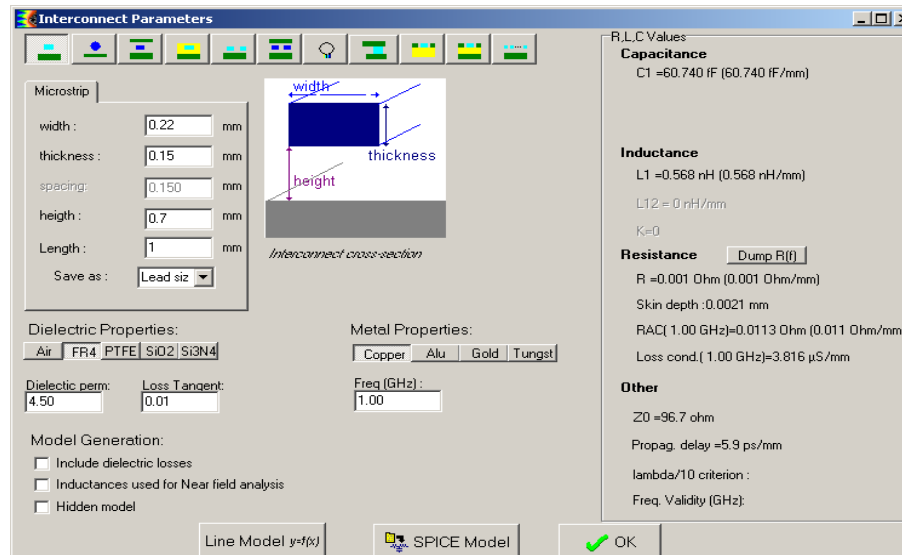 Interconnect Parameters
Microstrip
width : 0.22 mm
thickness : 0.15 mm
spacing: 0.150 mm
heigth : 0.7 mm
Length : 1 mm
Save as : Lead siz
width
thickness
height
Interconnect cross-section
Dielectric Properties:
Air FR4 PTFE SiO2 Si3N4
Dielectic perm: Loss Tangent:
4.50 0.01
Metal Properties:
Copper Alu Gold Tungst
Freq (GHz) :
1.00
Model Generation:
Include dielectric losses
Inductances used for Near field analysis
Hidden model
R,L,C Values
Capacitance
C1 =60.740 fF (60.740 fF/mm)
Inductance
L1 =0.568 nH (0.568 nH/mm)
L12 = 0 nH/mm
K=0
Resistance Dump R(f)
R =0.001 Ohm (0.001 Ohm/mm)
Skin depth :0.0021 mm
RAC( 1.00 GHz)=0.0113 Ohm (0.011 Ohm/mm
Loss cond.( 1.00 GHz)=3.816 µS/mm
Other
Z0 =96.7 ohm
Propag. delay =5.9 ps/mm
lambda/10 criterion :
Freq. Validity (GHz):
Line Model y=f(x) SPICE Model OK